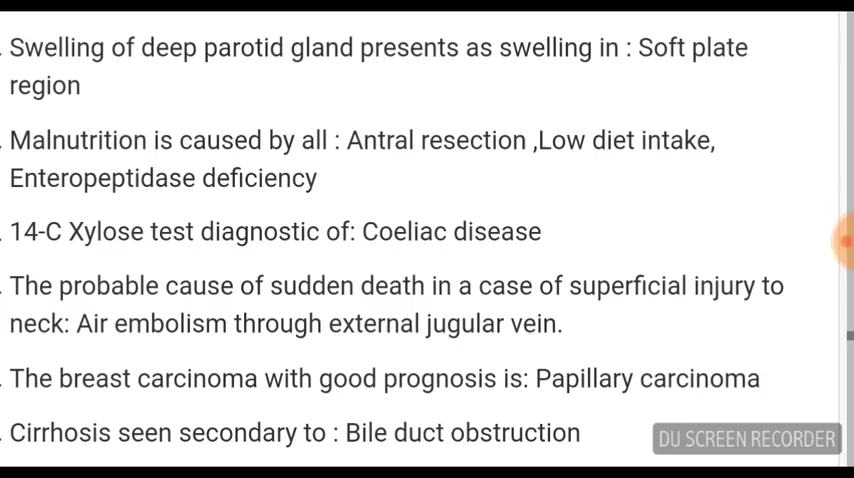 . Swelling of deep parotid gland presents as swelling in : Soft plate
region
. Malnutrition is caused by all : Antral resection ,Low diet intake,
Enteropeptidase deficiency
. 14-C Xylose test diagnostic of: Coeliac disease
. The probable cause of sudden death in a case of superficial injury to
neck: Air embolism through external jugular vein.
. The breast carcinoma with good prognosis is: Papillary carcinoma
. Cirrhosis seen secondary to : Bile duct obstruction
DU SCREEN RECORDER